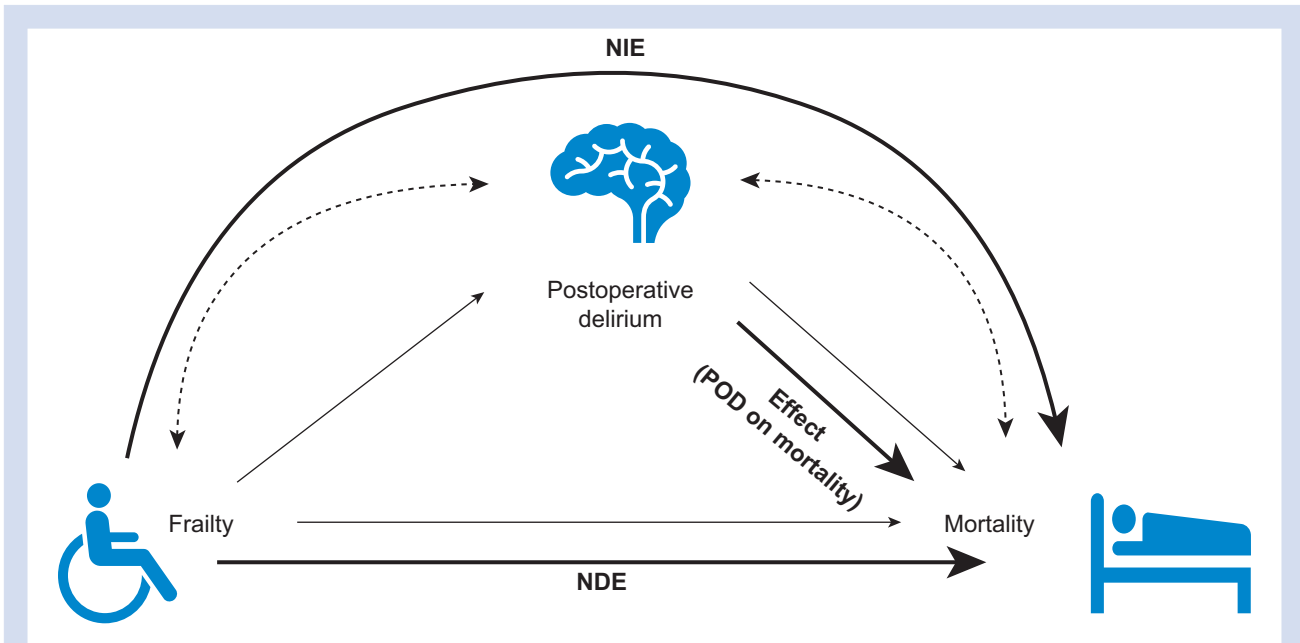 NIE
Postoperative
delirium
Effect
(POD on mortality)
Frailty
Mortality
NDE